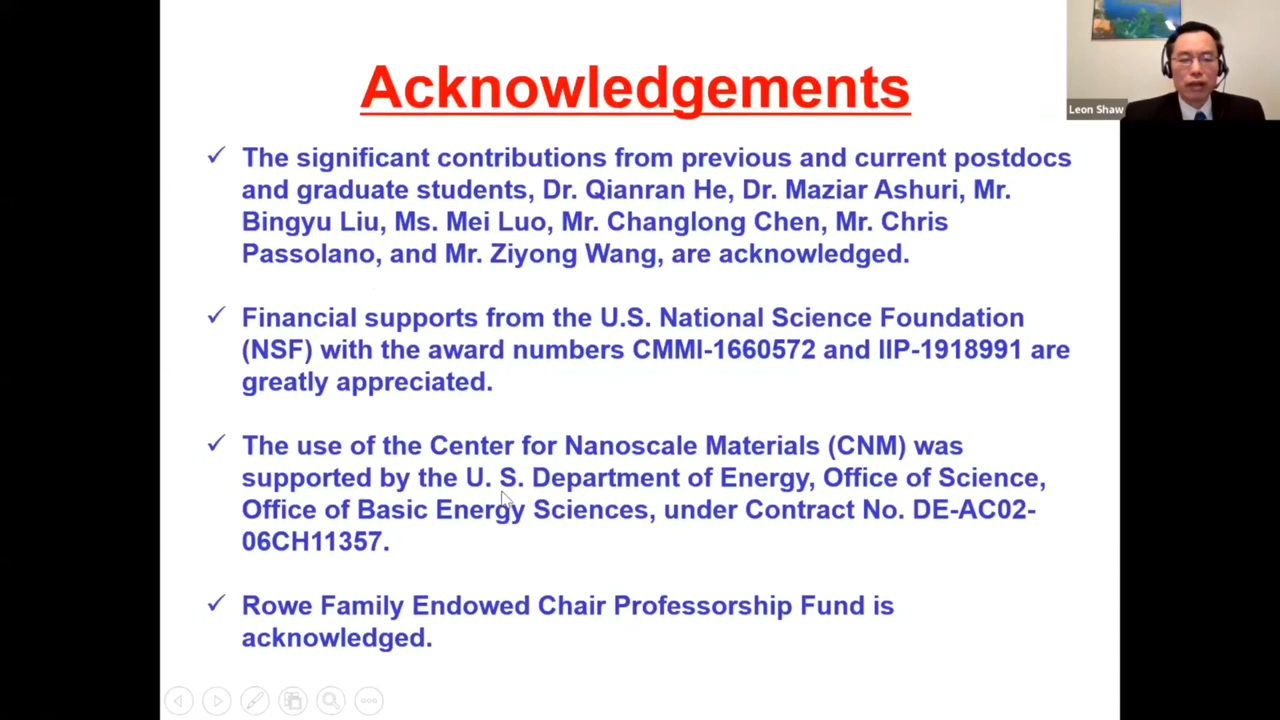 Acknowledgements
Leon Shaw
✓ The significant contributions from previous and current postdocs
and graduate students, Dr. Qianran He, Dr. Maziar Ashuri, Mr.
Bingyu Liu, Ms. Mei Luo, Mr. Changlong Chen, Mr. Chris
Passolano, and Mr. Ziyong Wang, are acknowledged.
✓ Financial supports from the U.S. National Science Foundation
(NSF) with the award numbers CMMI-1660572 and IIP-1918991 are
greatly appreciated.
✓ The use of the Center for Nanoscale Materials (CNM) was
supported by the U. S. Department of Energy, Office of Science,
Office of Basic Energy Sciences, under Contract No. DE-AC02-
06CH11357.
✓ Rowe Family Endowed Chair Professorship Fund is
acknowledged.